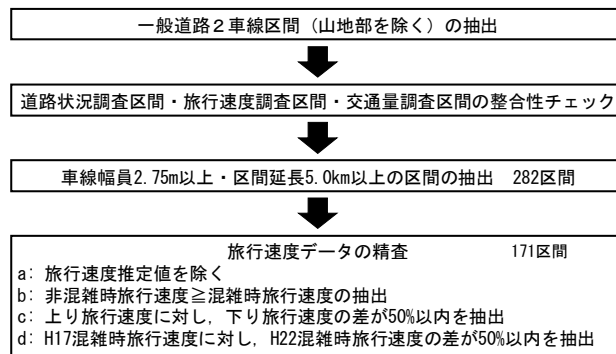 一般道路２車線区間（山地部を除く）の抽出
道路状況調査区間・旅行速度調査区間・交通量調査区間の整合性チェック
車線幅員2.75m以上・区間延長5.0km以上の区間の抽出　282区間
旅行速度データの精査　171区間
a: 旅行速度推定値を除く
b: 非混雑時旅行速度≧混雑時旅行速度の抽出
c: 上り旅行速度に対し，下り旅行速度の差が50%以内を抽出
d: H17混雑時旅行速度に対し，H22混雑時旅行速度の差が50%以内を抽出